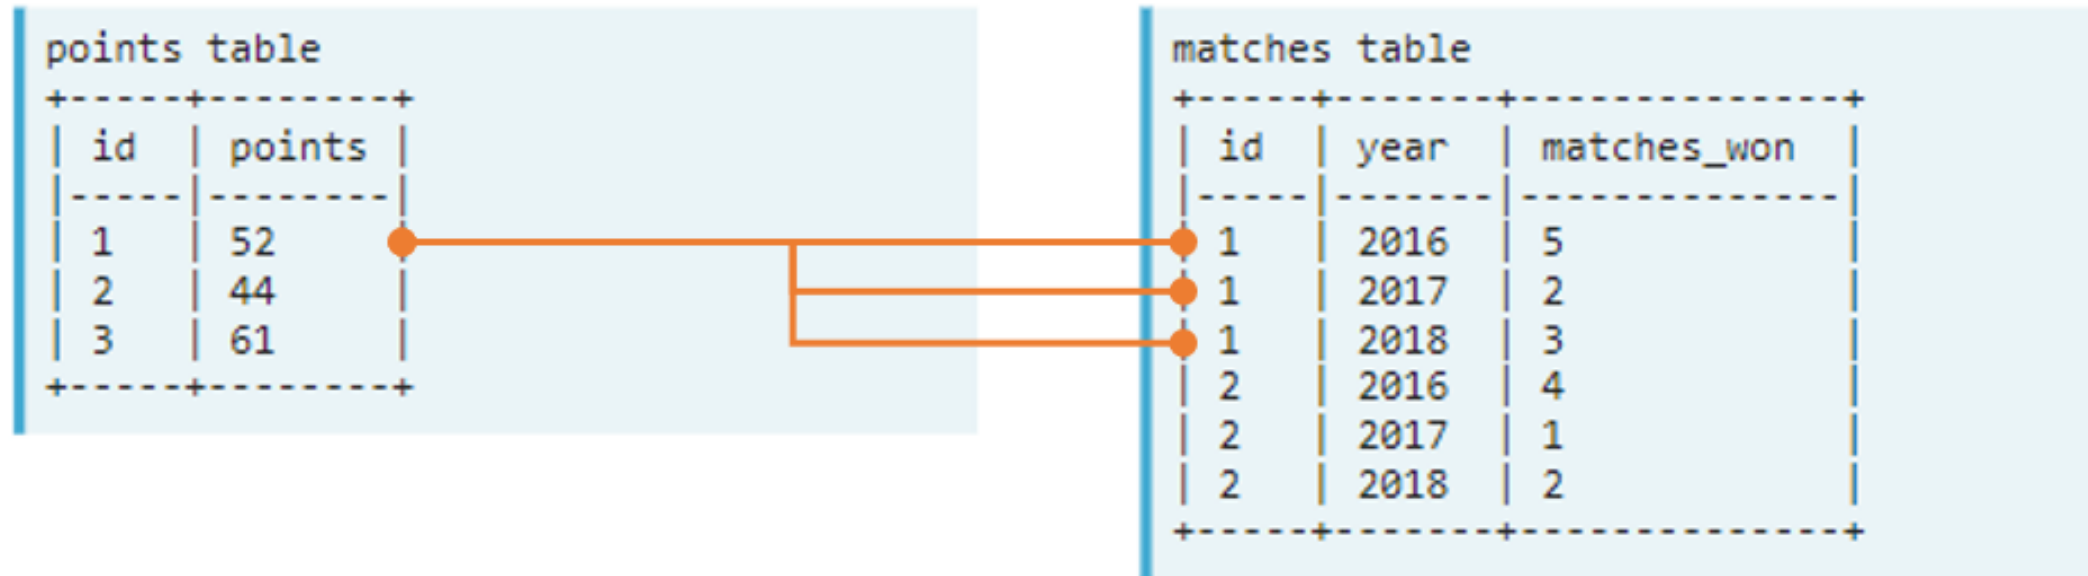 points table
+-----+--------+
| id  | points |
|-----|--------|
| 1   | 52     |
| 2   | 44     |
| 3   | 61     |
+-----+--------+
matches table
+-----+-------+--------------+
| id  | year  | matches_won  |
|-----|-------|--------------|
| 1   | 2016  | 5            |
| 1   | 2017  | 2            |
| 1   | 2018  | 3            |
| 2   | 2016  | 4            |
| 2   | 2017  | 1            |
| 2   | 2018  | 2            |
+-----+-------+--------------+